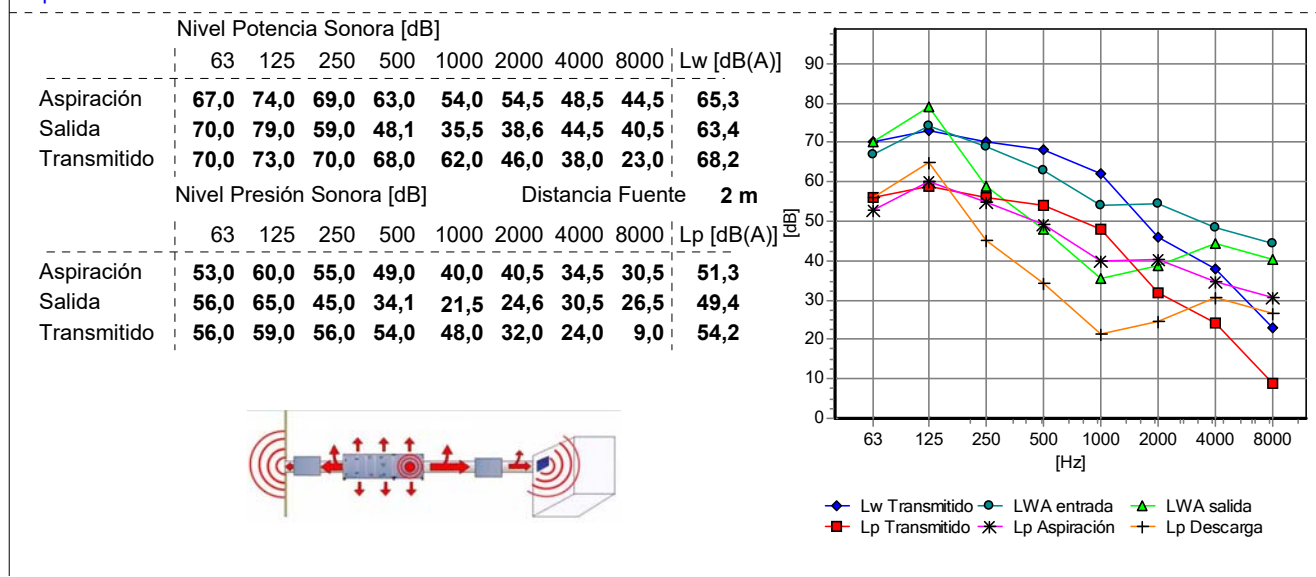 Nivel Potencia Sonora [dB]
63 125 250 500 1000 2000 4000 8000 Lw [dB(A)]
Aspiración 67,0 74,0 69,0 63,0 54,0 54,5 48,5 44,5 65,3
Salida 70,0 79,0 59,0 48,1 35,5 38,6 44,5 40,5 63,4
Transmitido 70,0 73,0 70,0 68,0 62,0 46,0 38,0 23,0 68,2
Nivel Presión Sonora [dB] Distancia Fuente 2 m
63 125 250 500 1000 2000 4000 8000 Lp [dB(A)]
Aspiración 53,0 60,0 55,0 49,0 40,0 40,5 34,5 30,5 51,3
Salida 56,0 65,0 45,0 34,1 21,5 24,6 30,5 26,5 49,4
Transmitido 56,0 59,0 56,0 54,0 48,0 32,0 24,0 9,0 54,2
90
80
70
60
50
40
30
20
10
0
[dB]
63 125 250 500 1000 2000 4000 8000
[Hz]
Lw Transmitido LWA entrada LWA salida
Lp Transmitido Lp Aspiración Lp Descarga